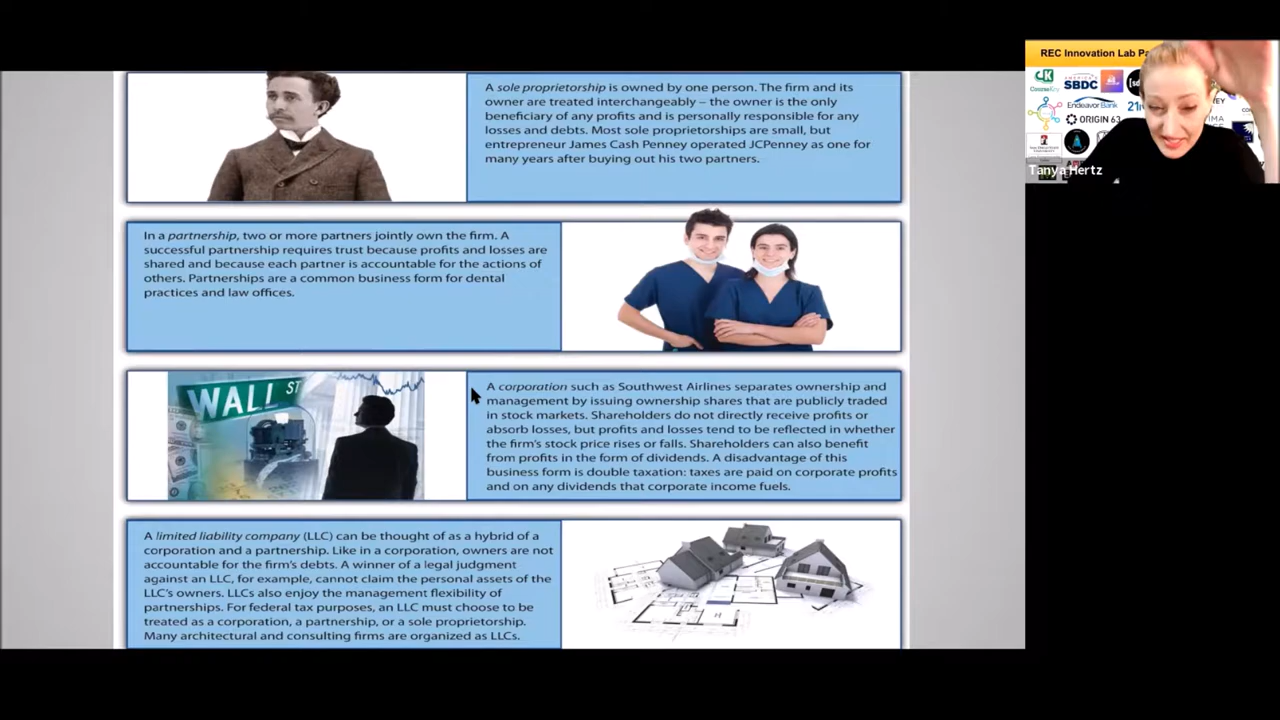 A sole proprietorship is owned by one person. The firm and its
owner are treated interchangeably – the owner is the only
beneficiary of any profits and is personally responsible for any
losses and debts. Most sole proprietorships are small, but
entrepreneur James Cash Penney operated JCPenney as one for
many years after buying out his two partners.
In a partnership, two or more partners jointly own the firm. A
successful partnership requires trust because profits and losses are
shared and because each partner is accountable for the actions of
others. Partnerships are a common business form for dental
practices and law offices.
WALL ST
A corporation such as Southwest Airlines separates ownership and
management by issuing ownership shares that are publicly traded
in stock markets. Shareholders do not directly receive profits or
absorb losses, but profits and losses tend to be reflected in whether
the firm's stock price rises or falls. Shareholders can also benefit
from profits in the form of dividends. A disadvantage of this
business form is double taxation: taxes are paid on corporate profits
and on any dividends that corporate income fuels.
A limited liability company (LLC) can be thought of as a hybrid of a
corporation and a partnership. Like in a corporation, owners are not
accountable for the firm's debts. A winner of a legal judgment
against an LLC, for example, cannot claim the personal assets of the
LLC's owners. LLCs also enjoy the management flexibility of
partnerships. For federal tax purposes, an LLC must choose to be
treated as a corporation, a partnership, or a sole proprietorship.
Many architectural and consulting firms are organized as LLCs.
REC Innovation Lab Pa
SBDC
Endeavor Bank
ORIGIN 63
Tanya Hertz